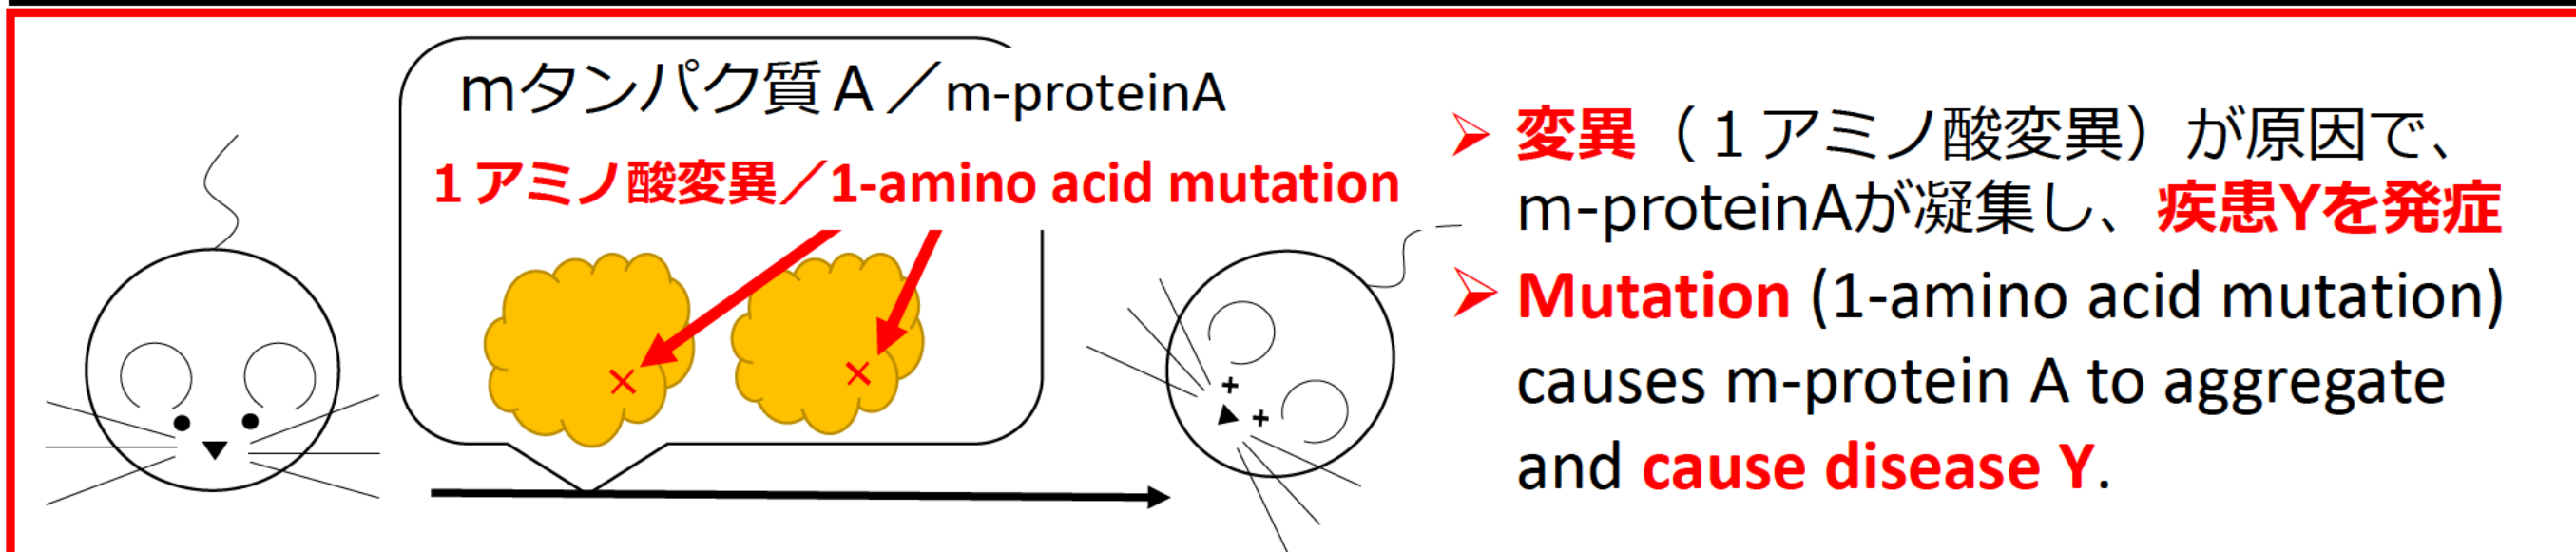 mタンパク質A／m-proteinA
１アミノ酸変異／1-amino acid mutation
➢ 変異（１アミノ酸変異）が原因で、
m-proteinAが凝集し、疾患Yを発症
➢ Mutation (1-amino acid mutation)
causes m-protein A to aggregate
and cause disease Y.